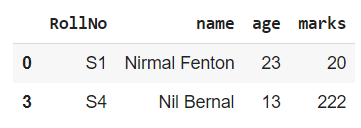 RollNo name age marks
0 S1 Nirmal Fenton 23 20
3 S4 Nil Bernal 13 222